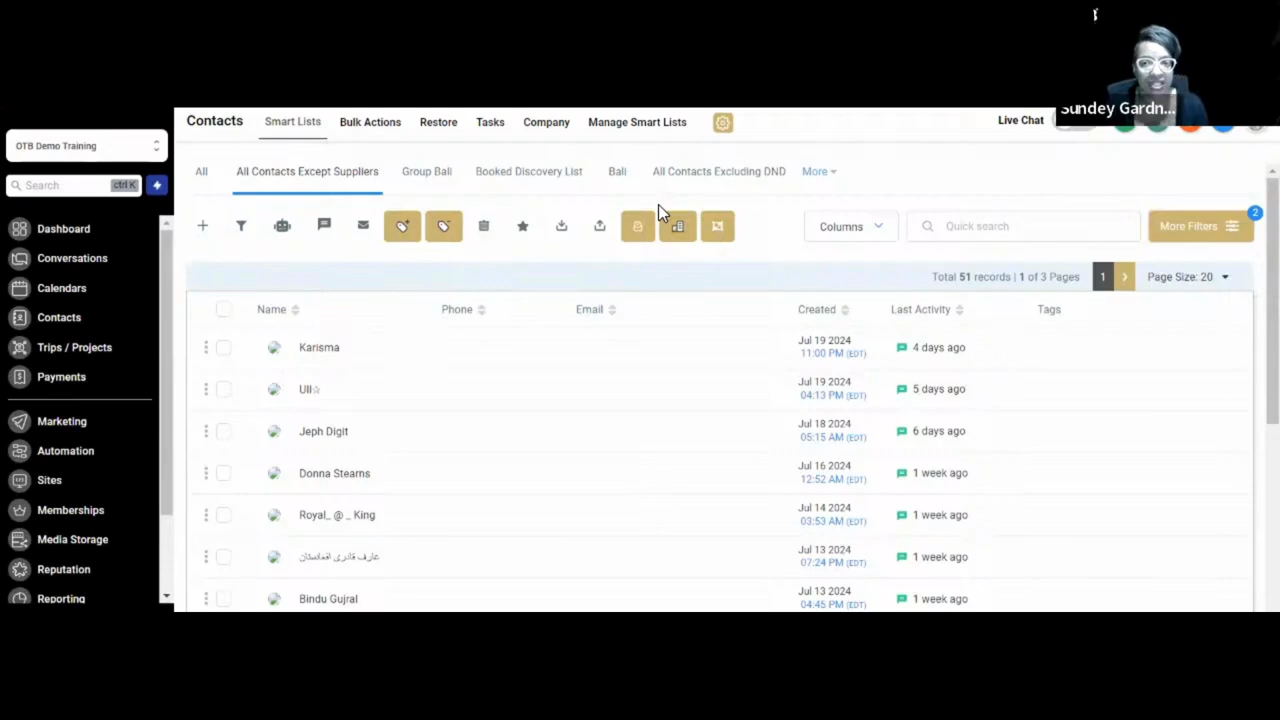 Sundey Gardn...
OTB Demo Training
Search
ctrl K
Dashboard
Conversations
Calendars
Contacts
Trips / Projects
Payments
Marketing
Automation
Sites
Memberships
Media Storage
Reputation
Reporting
Contacts
Smart Lists
Bulk Actions
Restore
Tasks
Company
Manage Smart Lists
Live Chat
All
All Contacts Except Suppliers
Group Bali
Booked Discovery List
Bali
All Contacts Excluding DND
More
Columns
Quick search
More Filters
2
Total 51 records | 1 of 3 Pages
1
Page Size: 20
Name
Phone
Email
Created
Last Activity
Tags
Karisma
Jul 19 2024
11:00 PM (EDT)
4 days ago
Ull☆
Jul 19 2024
04:13 PM (EDT)
5 days ago
Jeph Digit
Jul 18 2024
05:15 AM (EDT)
6 days ago
Donna Stearns
Jul 16 2024
12:52 AM (EDT)
1 week ago
Royal_ @ _ King
Jul 14 2024
03:53 AM (EDT)
1 week ago
عارف قادری افغانستان
Jul 13 2024
07:24 PM (EDT)
1 week ago
Bindu Gujral
Jul 13 2024
04:45 PM (EDT)
1 week ago